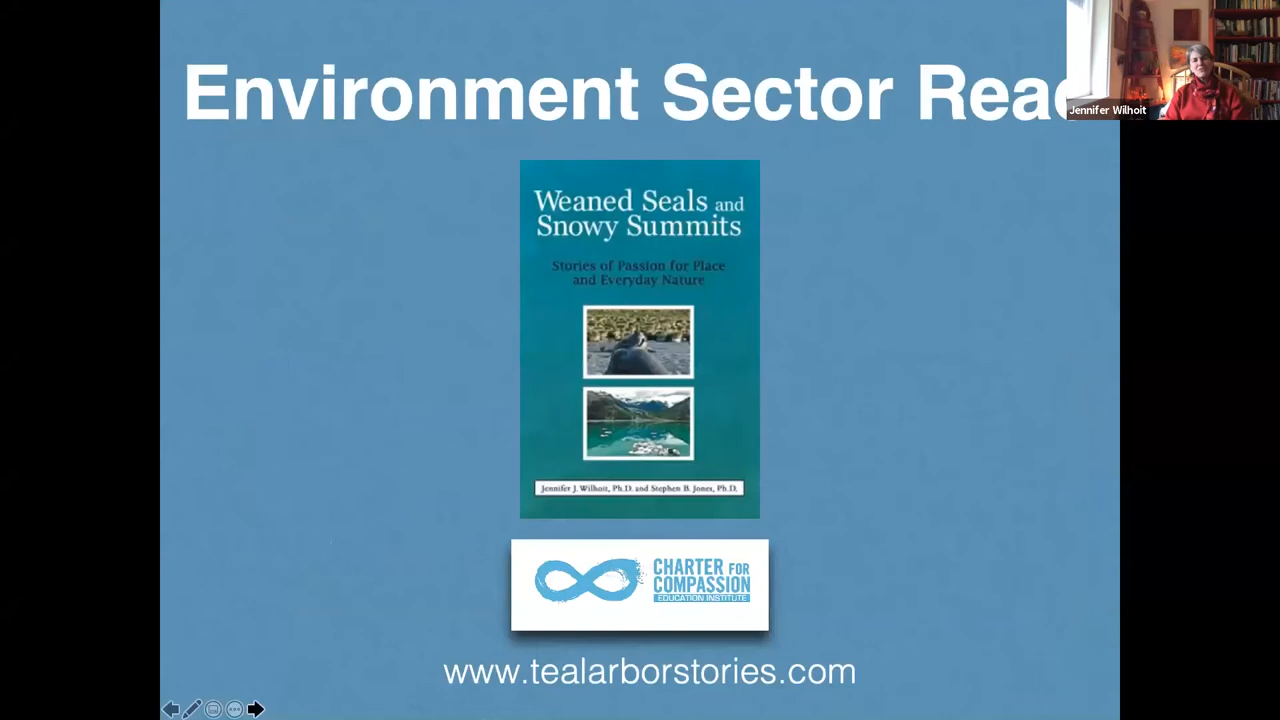 Environment Sector Read
Jennifer Wilhoit
Weaned Seals and
Snowy Summits
Stories of Passion for Place
and Everyday Nature
Jennifer J. Wilhoit, Ph.D. and Stephen B. Jones, Ph.D.
CHARTER FOR
COMPASSION
EDUCATION INSTITUTE
www.tealarborstories.com